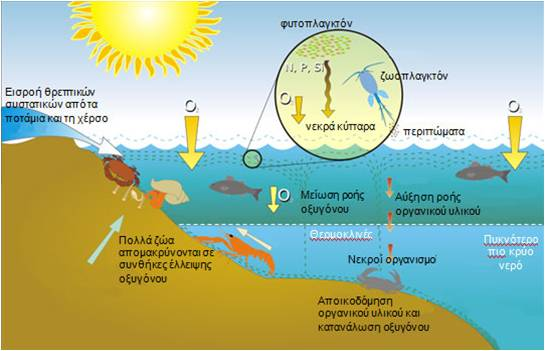 φυτοπλαγκτόν
N, P, Si
ζωοπλαγκτόν
O₂
νεκρά κύτταρα
περιττώματα
Εισροή θρεπτικών
συστατικών απότα
ποτάμια και τη χέρσο
O₂
O₂
O
Μείωση ροής
οξυγόνου
Αύξηση ροής
οργανικού υλικού
Πολλά ζώα
απομακρύνονται σε
συνθήκες έλλειψης
οξυγόνου
Θερμοκλινές
Πυκνότερο
πιο κρύο
νερό
Νεκροί οργανισμο
Αποικοδόμηση
οργανικού υλικού και
κατανάλωση οξυγόνου